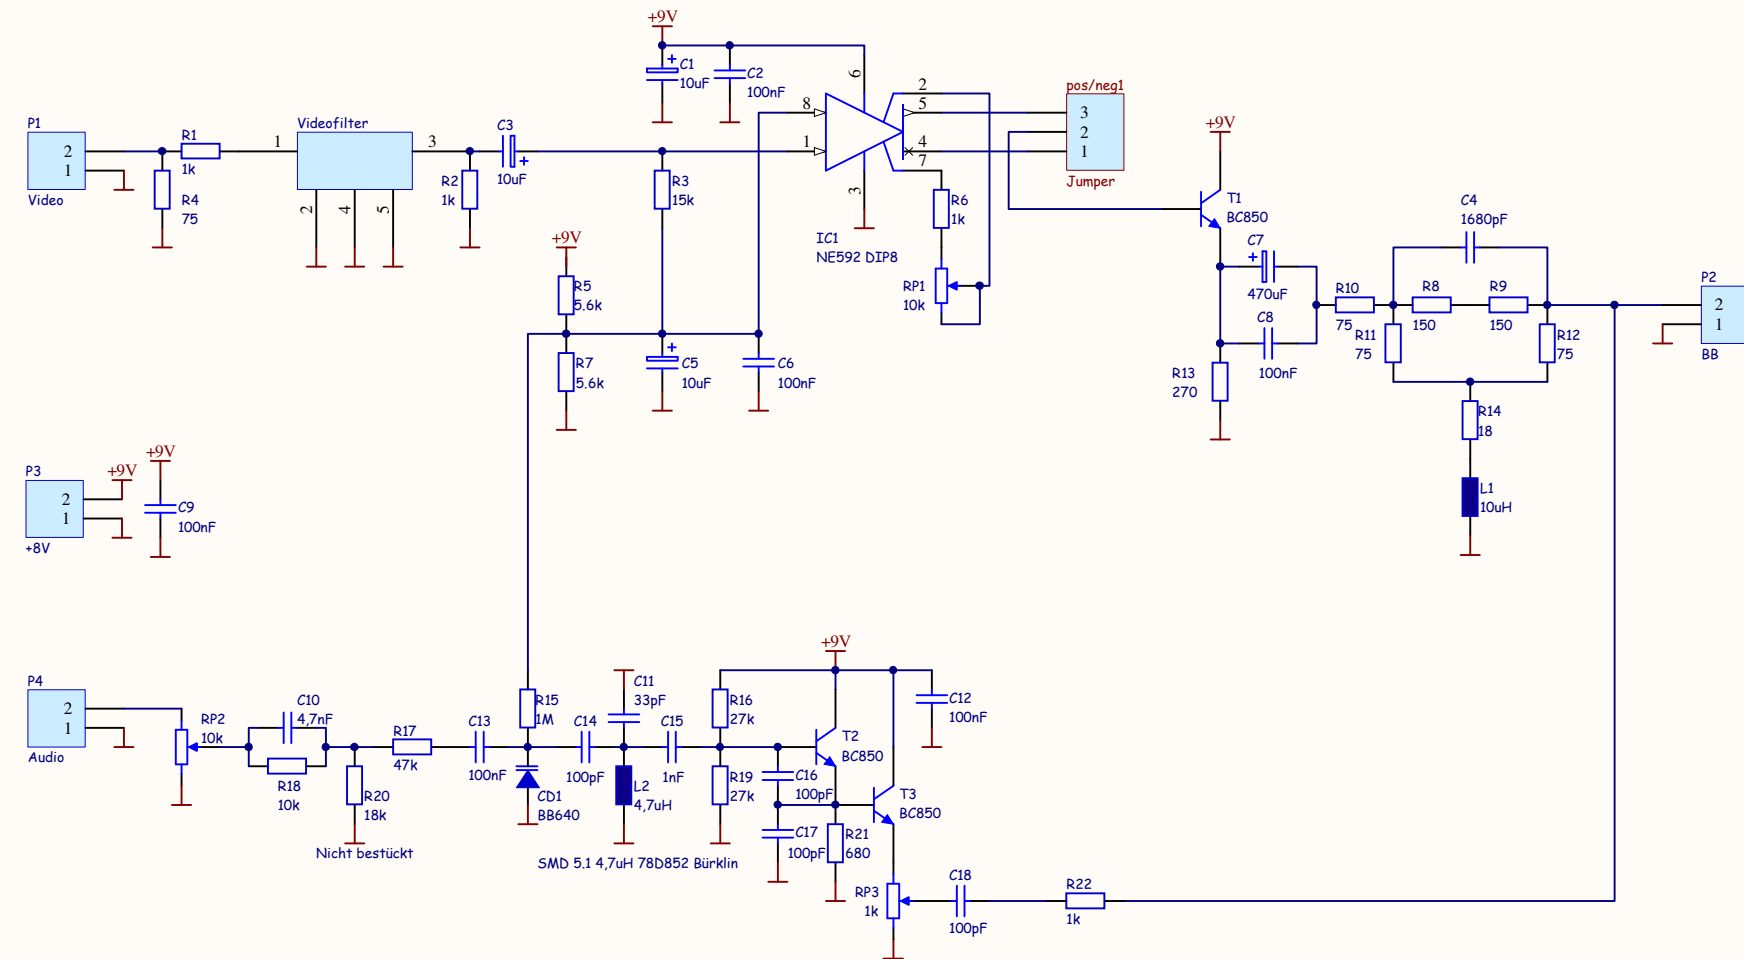 +9V
C1
10uF
C2
100nF
6
8
1
2
5
4
7
3
IC1
NE592 DIP8
pos/neg1
3
2
1
Jumper
P1
2
1
Video
R1
1k
R4
75
Videofilter
1
3
2
4
5
C3
10uF
R2
1k
R3
15k
+9V
R5
5.6k
R7
5.6k
C5
10uF
C6
100nF
R6
1k
RP1
10k
+9V
T1
BC850
C7
470uF
C8
100nF
R13
270
R10
75
C4
1680pF
R8
150
R9
150
R11
75
R12
75
R14
18
L1
10uH
P2
2
1
BB
P3
2
1
+8V
+9V
+9V
C9
100nF
P4
2
1
Audio
RP2
10k
C10
4,7nF
R18
10k
R20
18k
Nicht bestückt
R17
47k
C13
100nF
R15
1M
CD1
BB640
C14
100pF
C11
33pF
L2
4,7uH
SMD 5.1 4,7uH 78D852 Bürklin
C15
1nF
R16
27k
R19
27k
+9V
T2
BC850
C16
100pF
C17
100pF
R21
680
T3
BC850
C12
100nF
RP3
1k
C18
100pF
R22
1k